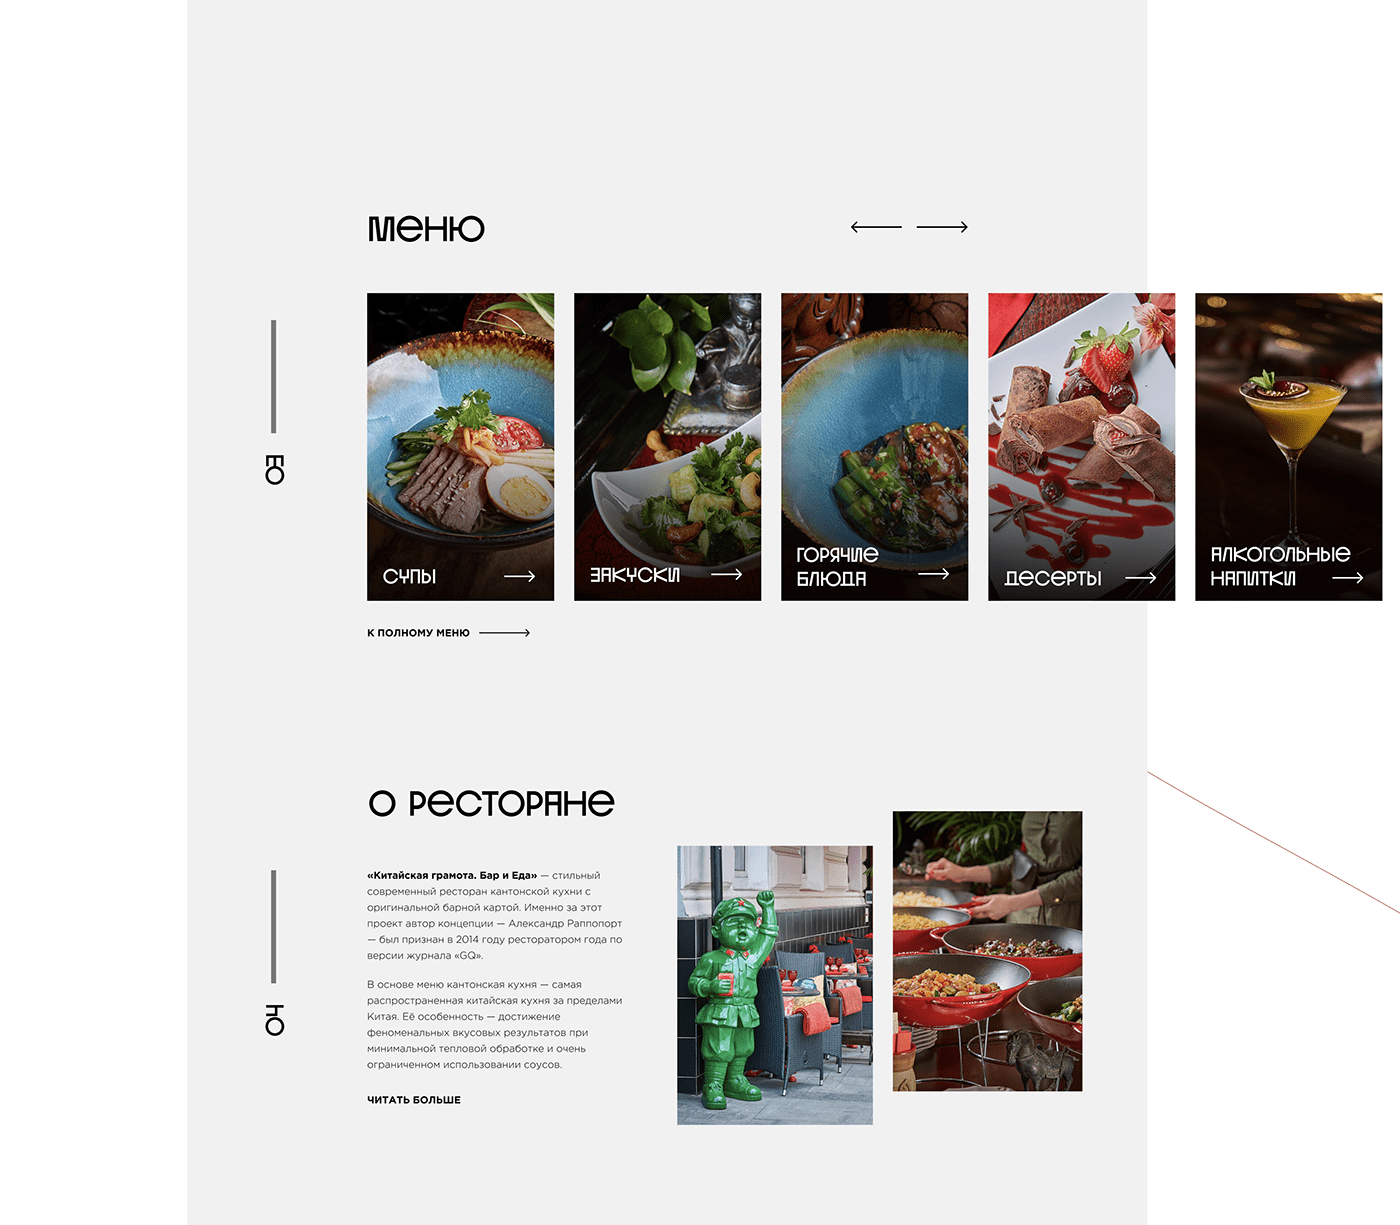 Меню
03
Супы
Закуски
Горячие
блюда
Десерты
Алкогольные
напитки
К ПОЛНОМУ МЕНЮ
О ресторане
04
«Китайская грамота. Бар и Еда» — стильный
современный ресторан кантонской кухни с
оригинальной барной картой. Именно за этот
проект автор концепции — Александр Раппопорт
— был признан в 2014 году ресторатором года по
версии журнала «GQ».
В основе меню кантонская кухня — самая
распространенная китайская кухня за пределами
Китая. Её особенность — достижение
феноменальных вкусовых результатов при
минимальной тепловой обработке и очень
ограниченном использовании соусов.
ЧИТАТЬ БОЛЬШЕ